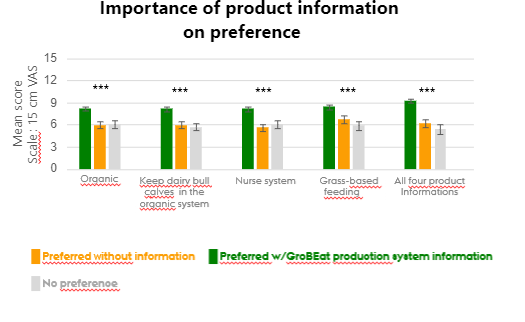 Importance of product information
on preference
Mean score
Scale: 15 cm VAS
15
12
9
6
3
0
*** *** *** *** ***
Organic
Keep dairy bull
calves in the
organic system
Nurse system
Grass-based
feeding
All four product
Informations
Preferred without information
Preferred w/GroBEat production system information
No preference